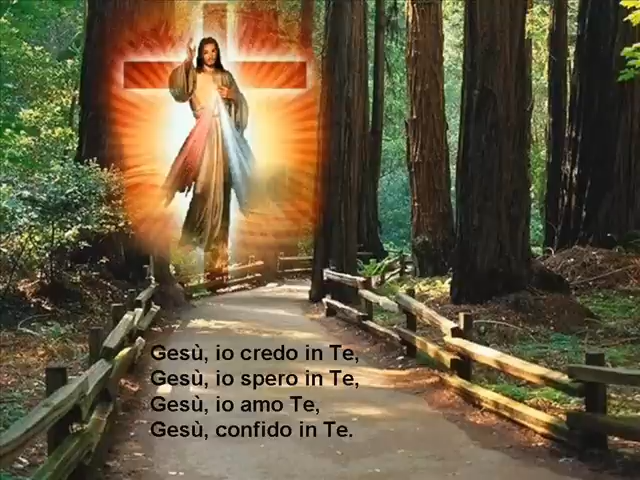 Gesù, io credo in Te,
Gesù, io spero in Te,
Gesù, io amo Te,
Gesù, confido in Te.